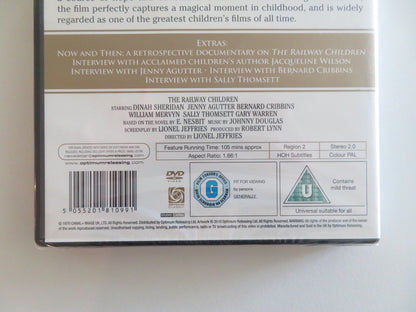 the film perfectly captures a magical moment in childhood, and is
widely regarded as one of the greatest children's films of all time.
EXTRAS:
NOW AND THEN: A RETROSPECTIVE DOCUMENTARY ON THE RAILWAY CHILDREN
INTERVIEW WITH ACCLAIMED CHILDREN'S AUTHOR JACQUELINE WILSON
INTERVIEW WITH JENNY AGUTTER · INTERVIEW WITH BERNARD CRIBBINS
INTERVIEW WITH SALLY THOMSETT
THE RAILWAY CHILDREN
STARRING DINAH SHERIDAN JENNY AGUTTER BERNARD CRIBBINS
WILLIAM MERVYN SALLY THOMSETT GARY WARREN
BASED ON THE NOVEL BY E. NESBIT MUSIC BY JOHNNY DOUGLAS
SCREENPLAY BY LIONEL JEFFRIES PRODUCED BY ROBERT LYNN
DIRECTED BY LIONEL JEFFRIES
Feature Running Time: 105 mins approx
Region 2
Stereo 2.0
Aspect Ratio: 1.66:1
HOH Subtitles
Colour PAL
www.optimumreleasing.com
5 055201 810991
DVD
VIDEO
OPTIMUM
RELEASING
G
FIT FOR VIEWING
by persons
GENERALLY.
U
Contains
mild threat
Universal suitable for all